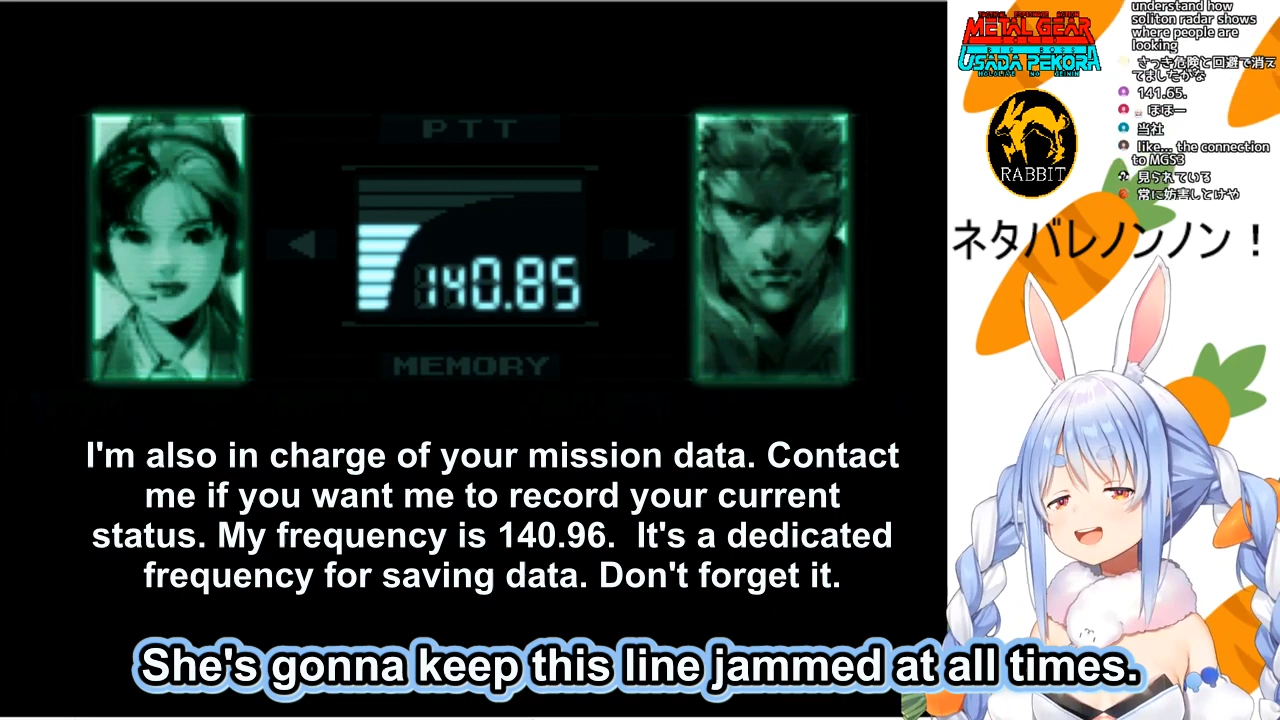 understand how
soliton radar shows
where people are
looking
さっき危険と回避で消え
てましたがな
141.65.
ほほー
当社
like... the connection
to MGS3
見られている
常に妨害しとけや
METAL GEAR
USADA PEKORA
RABBIT
ネタバレノンノン！
PTT
140.85
MEMORY
I'm also in charge of your mission data. Contact
me if you want me to record your current
status. My frequency is 140.96.  It's a dedicated
frequency for saving data. Don't forget it.
She's gonna keep this line jammed at all times.